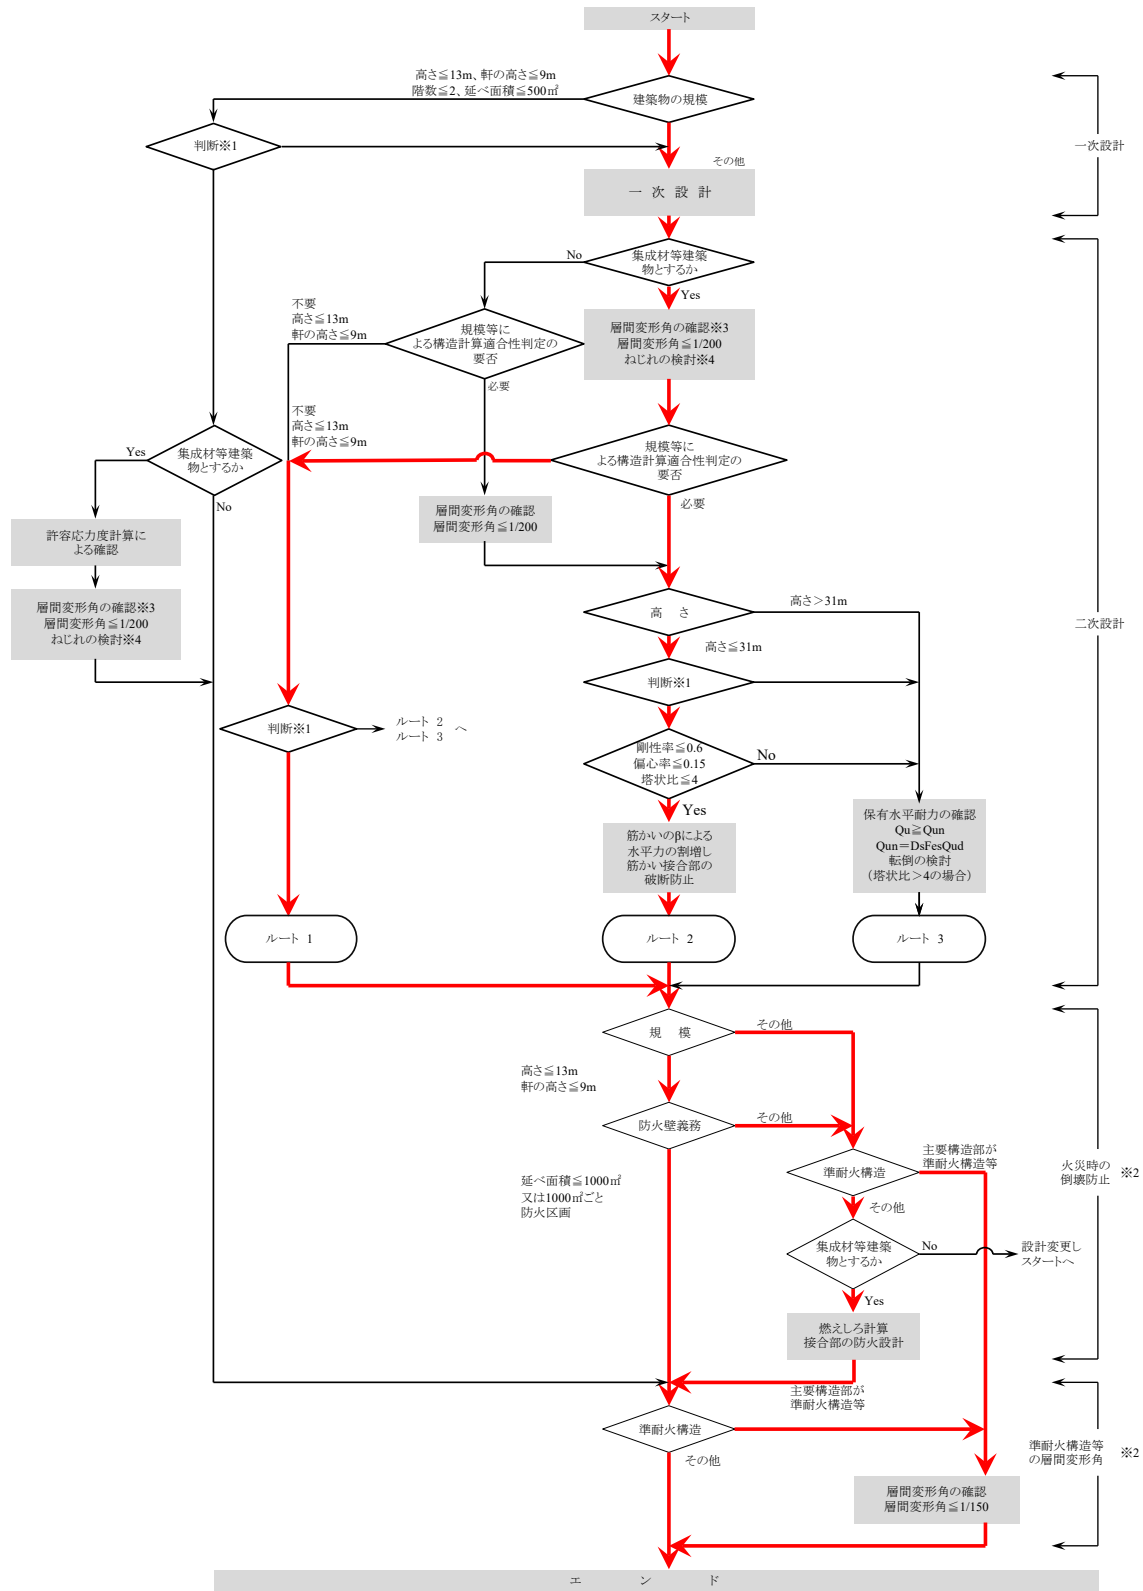 スタート
高さ≦13m、軒の高さ≦9m
階数≦2、延べ面積≦500㎡
建築物の規模
判断※1
一次設計
その他
一 次 設 計
No
集成材等建築
物とするか
Yes
不要
高さ≦13m
軒の高さ≦9m
規模等に
よる構造計算適合性判定の
要否
層間変形角の確認※3
層間変形角≦1/200
ねじれの検討※4
必要
不要
高さ≦13m
軒の高さ≦9m
Yes
集成材等建築
物とするか
規模等に
よる構造計算適合性判定の
要否
No
必要
層間変形角の確認
層間変形角≦1/200
許容応力度計算に
よる確認
層間変形角の確認※3
層間変形角≦1/200
ねじれの検討※4
高 さ
高さ>31m
二次設計
高さ≦31m
判断※1
判断※1
ルート 2
ルート 3
へ
剛性率≦0.6
偏心率≦0.15
塔状比≦4
No
Yes
筋かいのβによる
水平力の割増し
筋かい接合部の
破断防止
保有水平耐力の確認
Qu≧Qun
Qun=DsFesQud
転倒の検討
(塔状比>4の場合)
ルート 1
ルート 2
ルート 3
規 模
その他
高さ≦13m
軒の高さ≦9m
防火壁義務
その他
主要構造部が
準耐火構造等
準耐火構造
火災時の
倒壊防止
※2
延べ面積≦1000㎡
又は1000㎡ごと
防火区画
その他
集成材等建築
物とするか
No
設計変更し
スタートへ
Yes
燃えしろ計算
接合部の防火設計
主要構造部が
準耐火構造等
準耐火構造
その他
準耐火構造等
の層間変形角
※2
層間変形角の確認
層間変形角≦1/150
エ ン ド